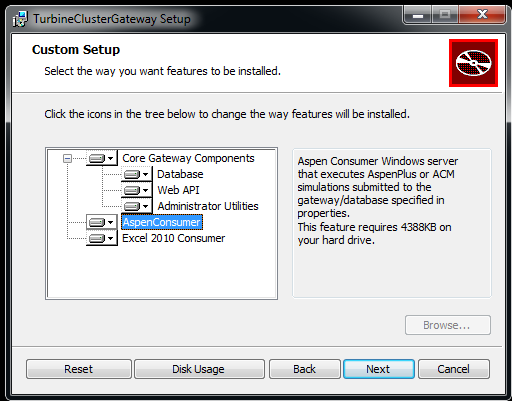 TurbineClusterGateway Setup
Custom Setup
Select the way you want features to be installed.
Click the icons in the tree below to change the way features will be installed.
Core Gateway Components
Database
Web API
Administrator Utilities
AspenConsumer
Excel 2010 Consumer
Aspen Consumer Windows server
that executes AspenPlus or ACM
simulations submitted to the
gateway/database specified in
properties.
This feature requires 4388KB on
your hard drive.
Browse...
Reset
Disk Usage
Back
Next
Cancel